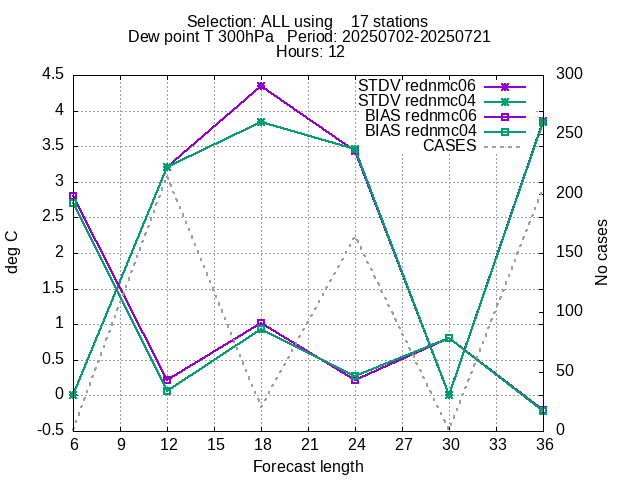 Selection: ALL using    17 stations
Dew point T 300hPa   Period: 20250702-20250721
Hours: 12
4.5
4
3.5
3
2.5
2
1.5
1
0.5
0
-0.5
deg C
300
250
200
150
100
50
0
No cases
STDV rednmc06
STDV rednmc04
BIAS rednmc06
BIAS rednmc04
CASES
6 9 12 15 18 21 24 27 30 33 36
Forecast length